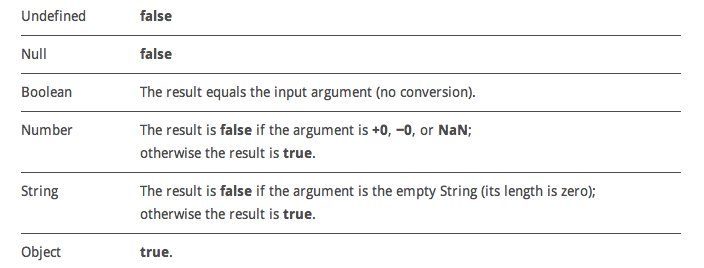 Undefined false
Null false
Boolean The result equals the input argument (no conversion).
Number The result is false if the argument is +0, −0, or NaN;
otherwise the result is true.
String The result is false if the argument is the empty String (its length is zero);
otherwise the result is true.
Object true.